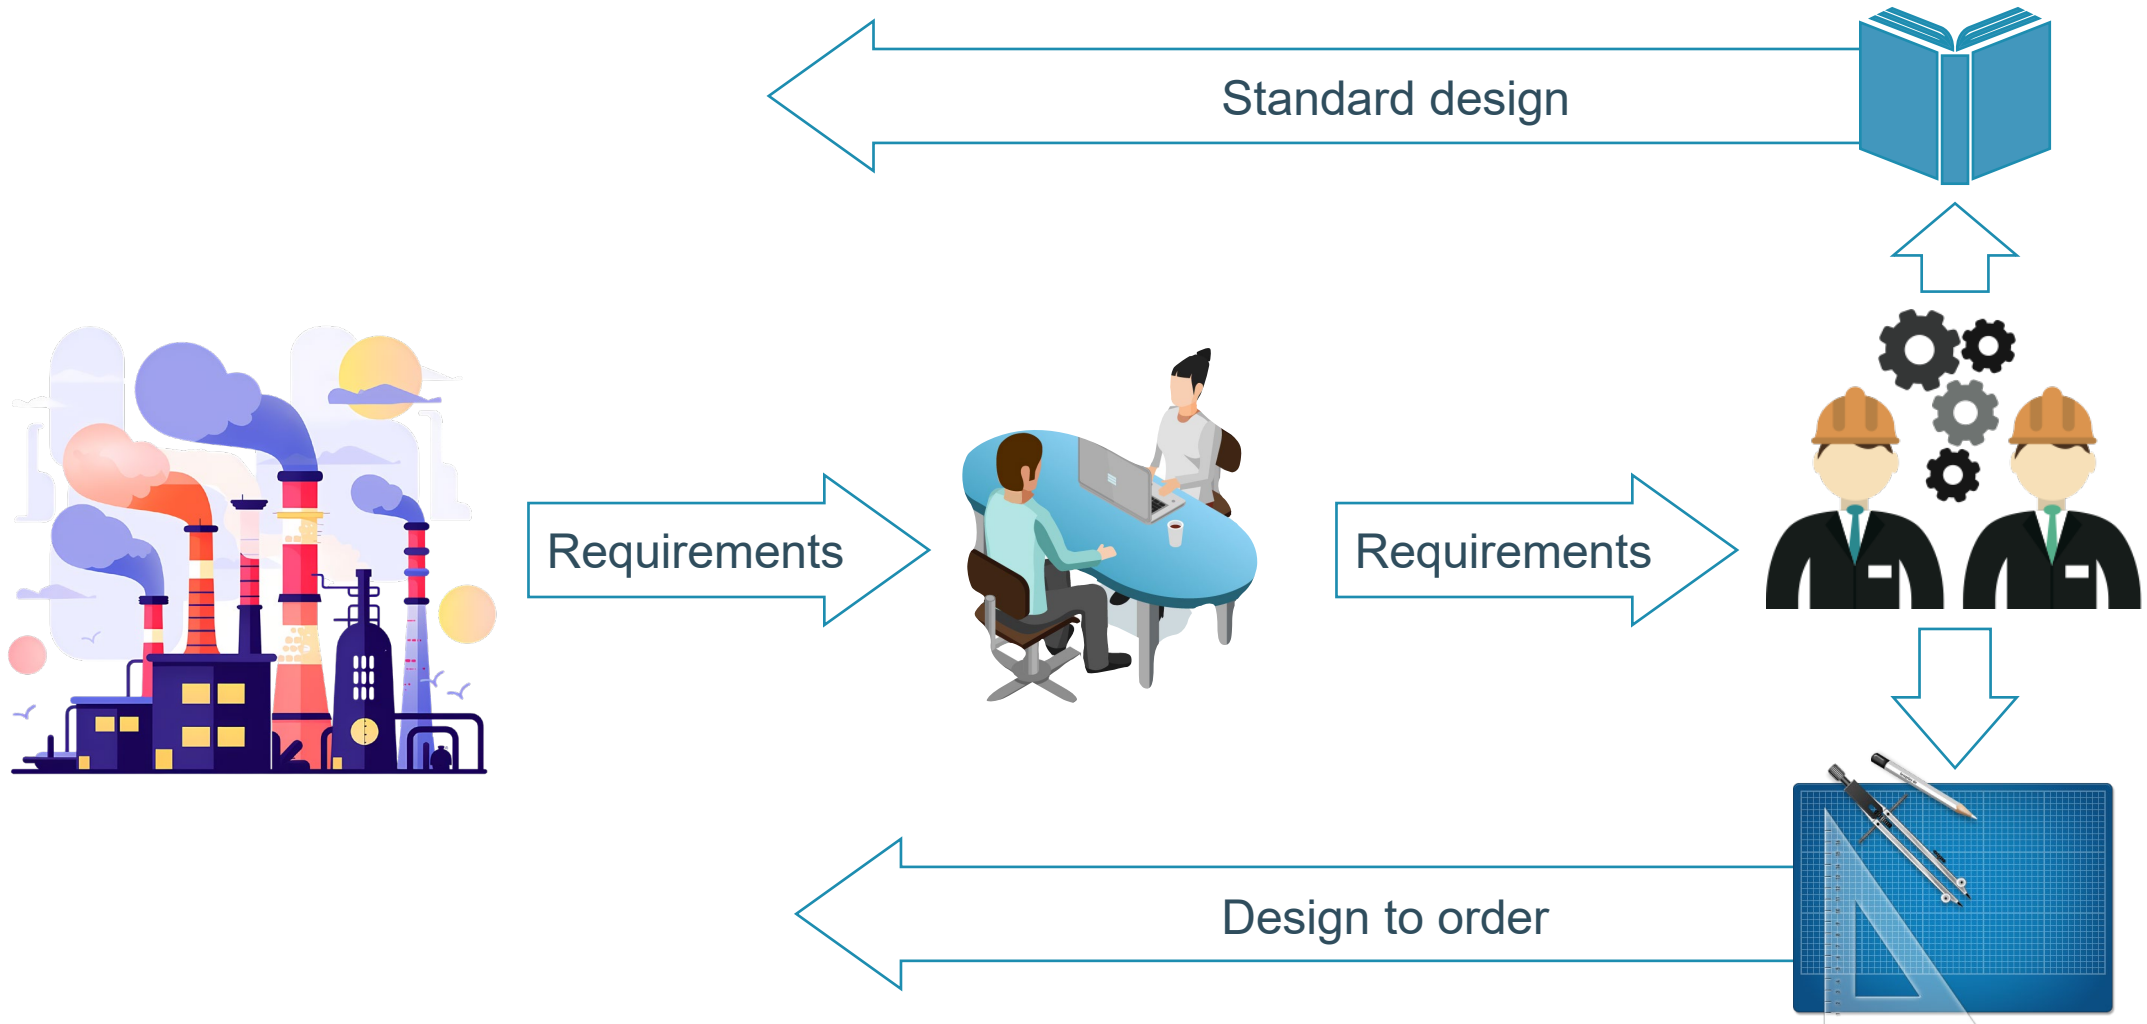 Standard design
Requirements
Requirements
Design to order